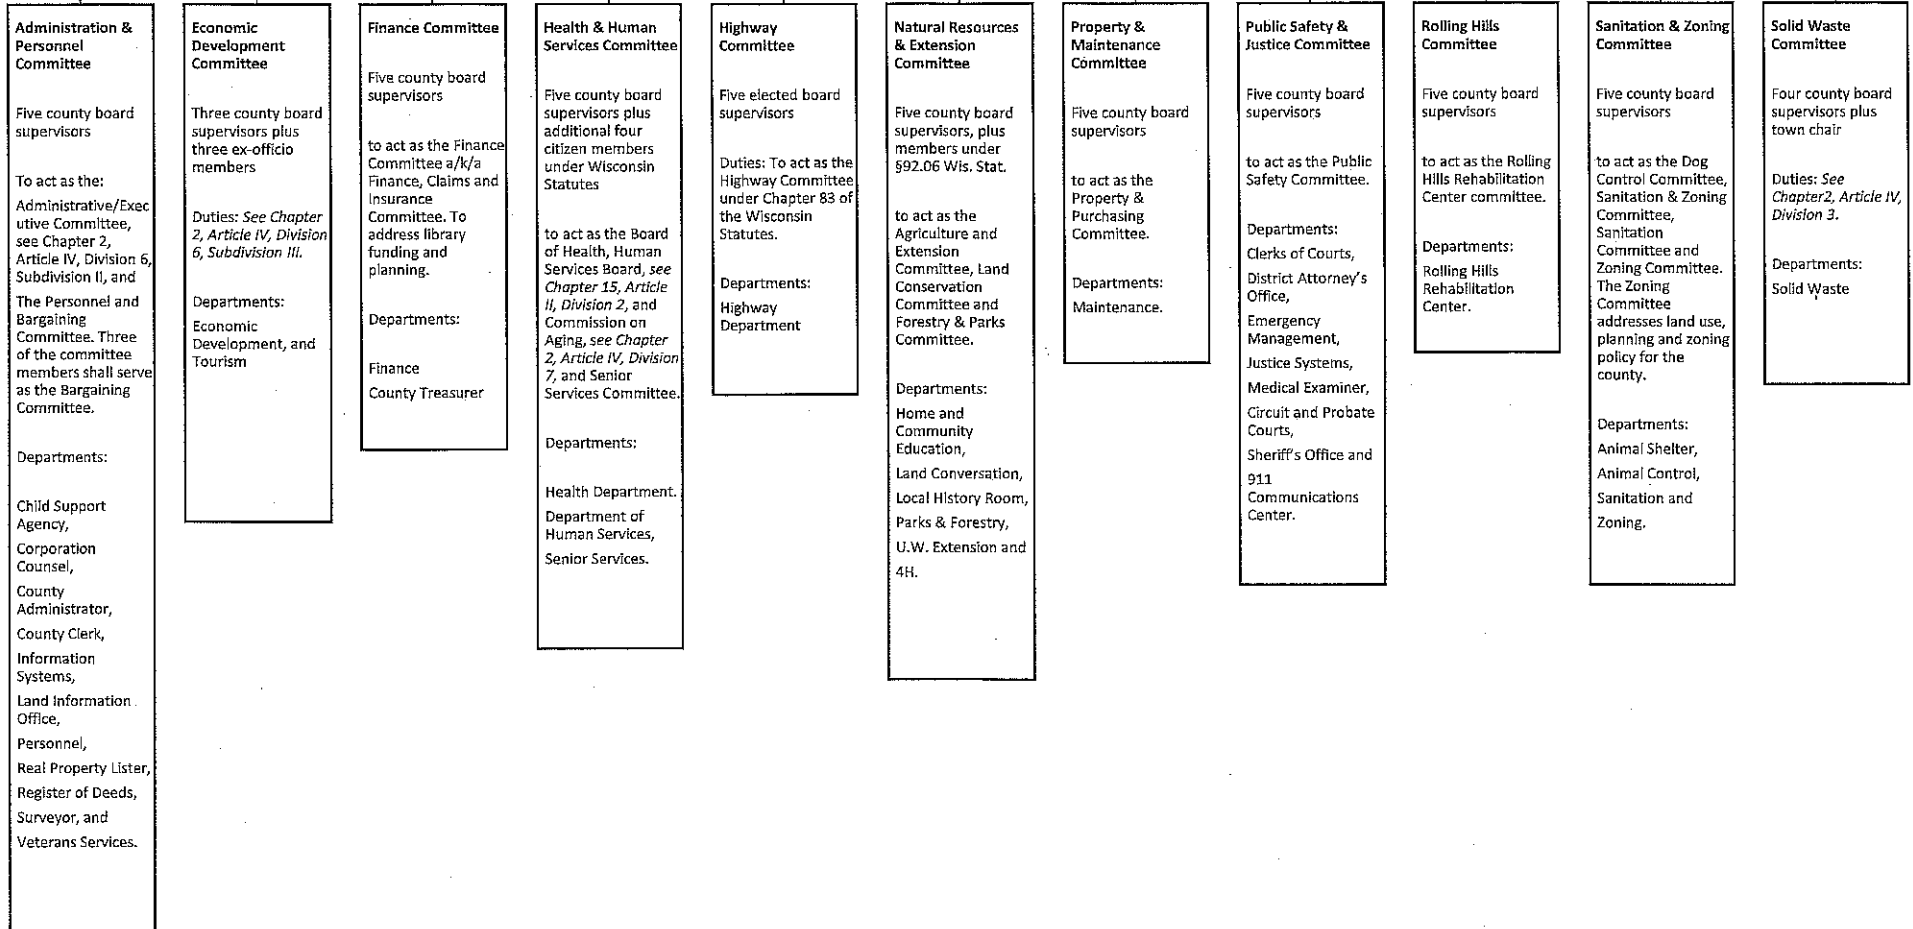 Administration &
Personnel
Committee
Five county board
supervisors
To act as the:
Administrative/Exec
utive Committee,
see Chapter 2,
Article IV, Division 6,
Subdivision II, and
The Personnel and
Bargaining
Committee. Three
of the committee
members shall serve
as the Bargaining
Committee.
Departments:
Child Support
Agency,
Corporation
Counsel,
County
Administrator,
County Clerk,
Information
Systems,
Land Information
Office,
Personnel,
Real Property Lister,
Register of Deeds,
Surveyor, and
Veterans Services.
Economic
Development
Committee
Three county board
supervisors plus
three ex-officio
members
Duties: See Chapter
2, Article IV, Division
6, Subdivision III.
Departments:
Economic
Development, and
Tourism
Finance Committee
Five county board
supervisors
to act as the Finance
Committee a/k/a
Finance, Claims and
Insurance
Committee. To
address library
funding and
planning.
Departments:
Finance
County Treasurer
Health & Human
Services Committee
Five county board
supervisors plus
additional four
citizen members
under Wisconsin
Statutes
to act as the Board
of Health, Human
Services Board, see
Chapter 15, Article
II, Division 2, and
Commission on
Aging, see Chapter
2, Article IV, Division
7, and Senior
Services Committee.
Departments:
Health Department.
Department of
Human Services,
Senior Services.
Highway
Committee
Five elected board
supervisors
Duties: To act as the
Highway Committee
under Chapter 83 of
the Wisconsin
Statutes.
Departments:
Highway
Department
Natural Resources
& Extension
Committee
Five county board
supervisors, plus
members under
§92.06 Wis. Stat.
to act as the
Agriculture and
Extension
Committee, Land
Conservation
Committee and
Forestry & Parks
Committee.
Departments:
Home and
Community
Education,
Land Conversation,
Local History Room,
Parks & Forestry,
U.W. Extension and
4H.
Property &
Maintenance
Committee
Five county board
supervisors
to act as the
Property &
Purchasing
Committee.
Departments:
Maintenance.
Public Safety &
Justice Committee
Five county board
supervisors
to act as the Public
Safety Committee.
Departments:
Clerks of Courts,
District Attorney's
Office,
Emergency
Management,
Justice Systems,
Medical Examiner,
Circuit and Probate
Courts,
Sheriff's Office and
911
Communications
Center.
Rolling Hills
Committee
Five county board
supervisors
to act as the Rolling
Hills Rehabilitation
Center committee.
Departments:
Rolling Hills
Rehabilitation
Center.
Sanitation & Zoning
Committee
Five county board
supervisors
to act as the Dog
Control Committee,
Sanitation & Zoning
Committee,
Sanitation
Committee and
Zoning Committee.
The Zoning
Committee
addresses land use,
planning and zoning
policy for the
county.
Departments:
Animal Shelter,
Animal Control,
Sanitation and
Zoning.
Solid Waste
Committee
Four county board
supervisors plus
town chair
Duties: See
Chapter2, Article IV,
Division 3.
Departments:
Solid Waste